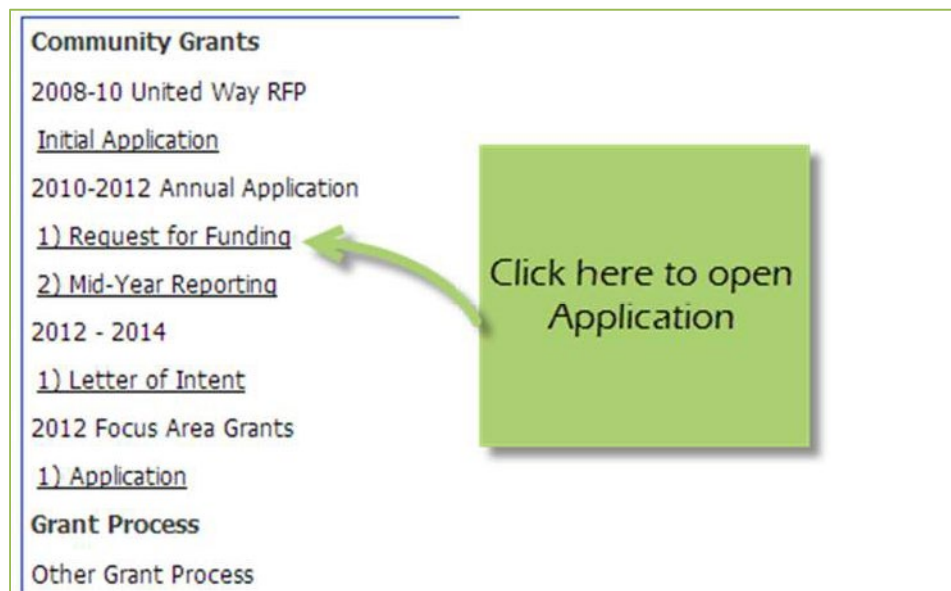 Community Grants
2008-10 United Way RFP
Initial Application
2010-2012 Annual Application
1) Request for Funding
2) Mid-Year Reporting
2012 - 2014
1) Letter of Intent
2012 Focus Area Grants
1) Application
Grant Process
Other Grant Process
Click here to open
Application